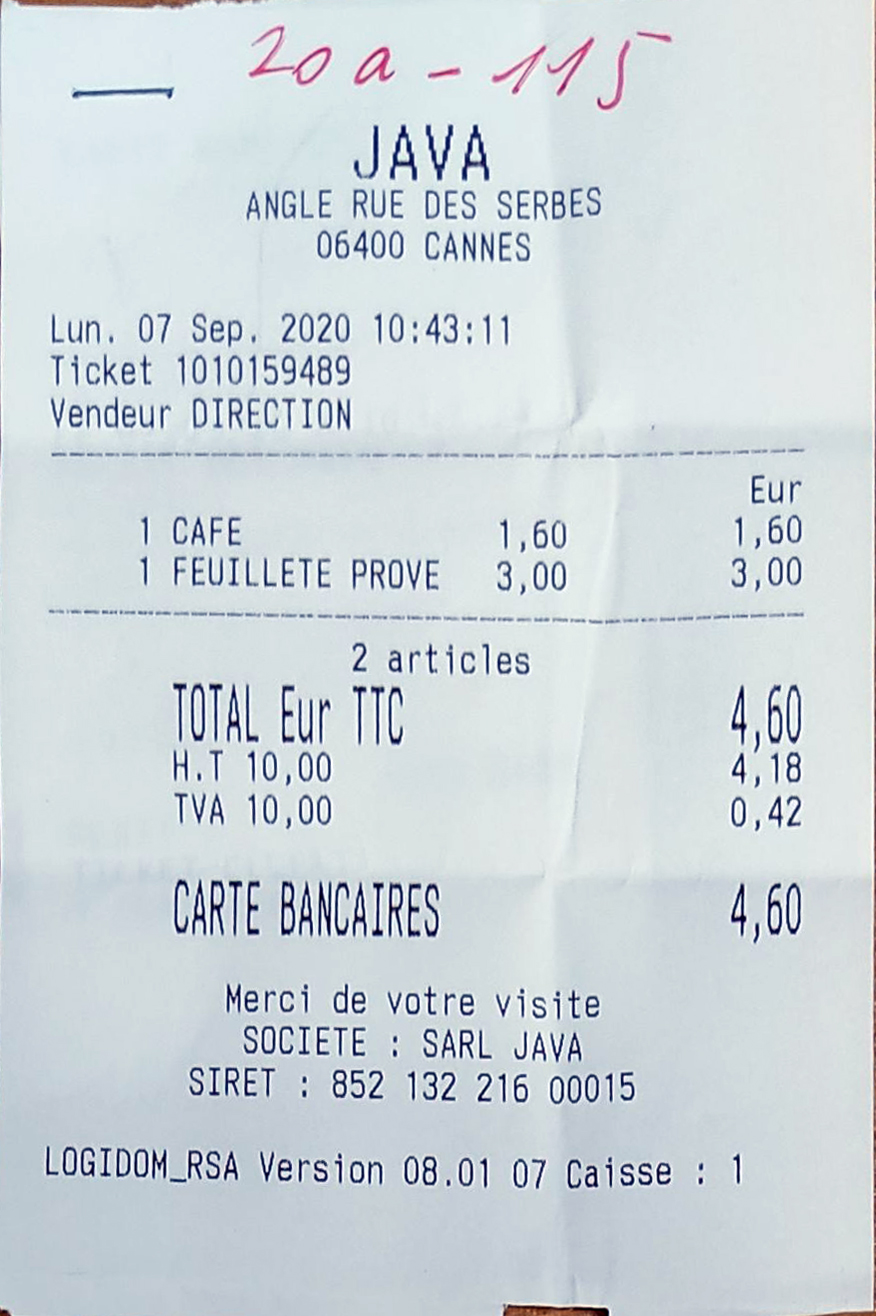 20a - 115
JAVA
ANGLE RUE DES SERBES
06400 CANNES
Lun. 07 Sep. 2020 10:43:11
Ticket 1010159489
Vendeur DIRECTION
Eur
1 CAFE 1,60 1,60
1 FEUILLETE PROVE 3,00 3,00
2 articles
TOTAL Eur TTC 4,60
H.T 10,00 4,18
TVA 10,00 0,42
CARTE BANCAIRES 4,60
Merci de votre visite
SOCIETE : SARL JAVA
SIRET : 852 132 216 00015
LOGIDOM_RSA Version 08.01 07 Caisse : 1